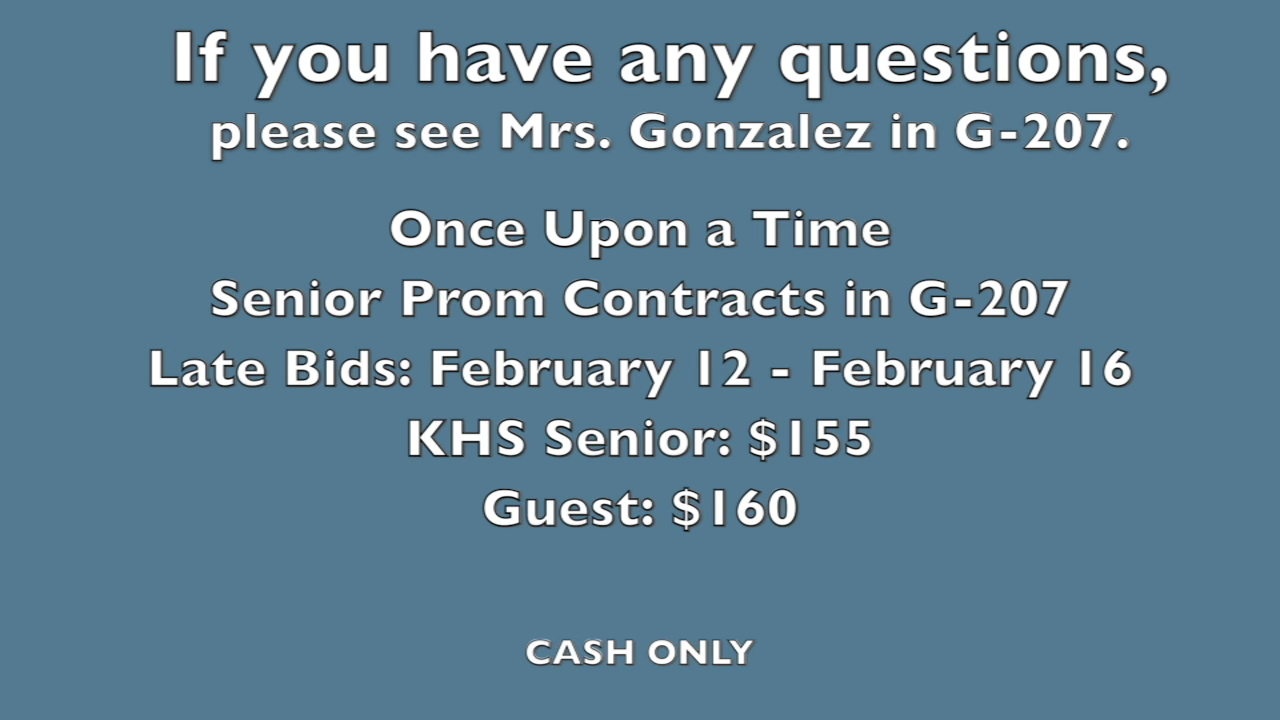 If you have any questions,
please see Mrs. Gonzalez in G-207.
Once Upon a Time
Senior Prom Contracts in G-207
Late Bids: February 12 - February 16
KHS Senior: $155
Guest: $160
CASH ONLY